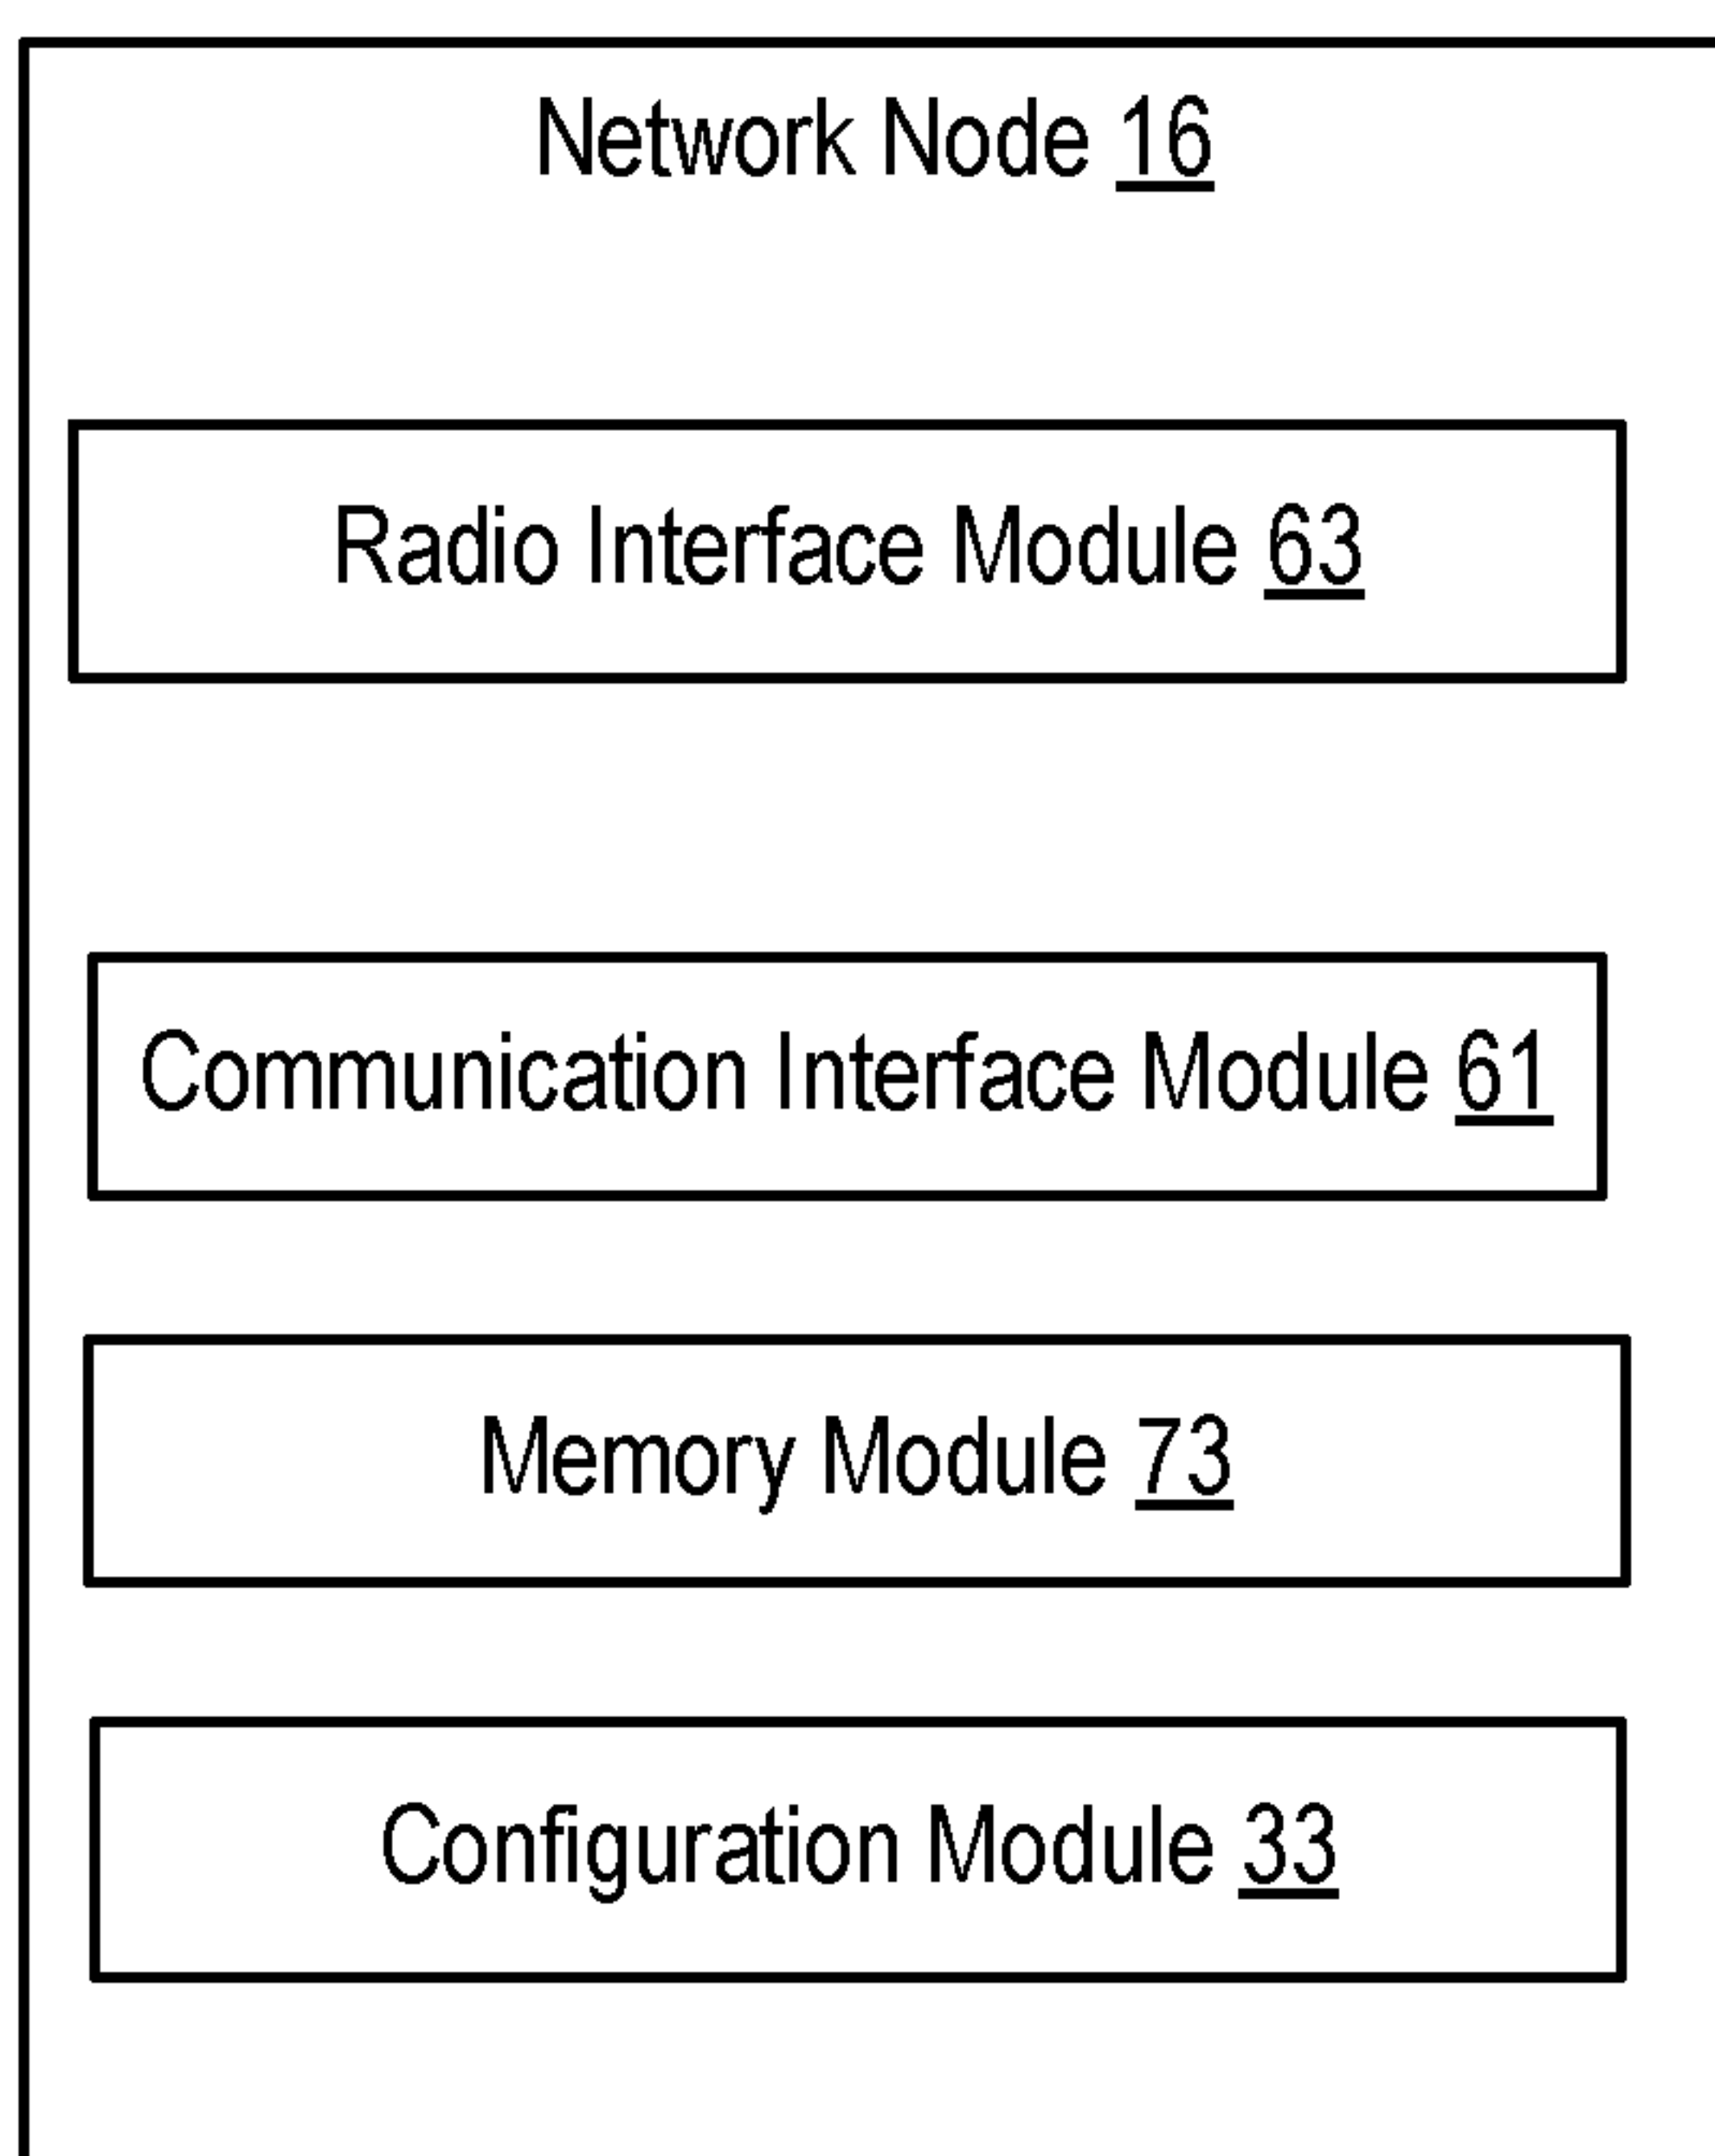 Network Node 16
Radio Interface Module 63
Communication Interface Module 61
Memory Module 73
Configuration Module 33